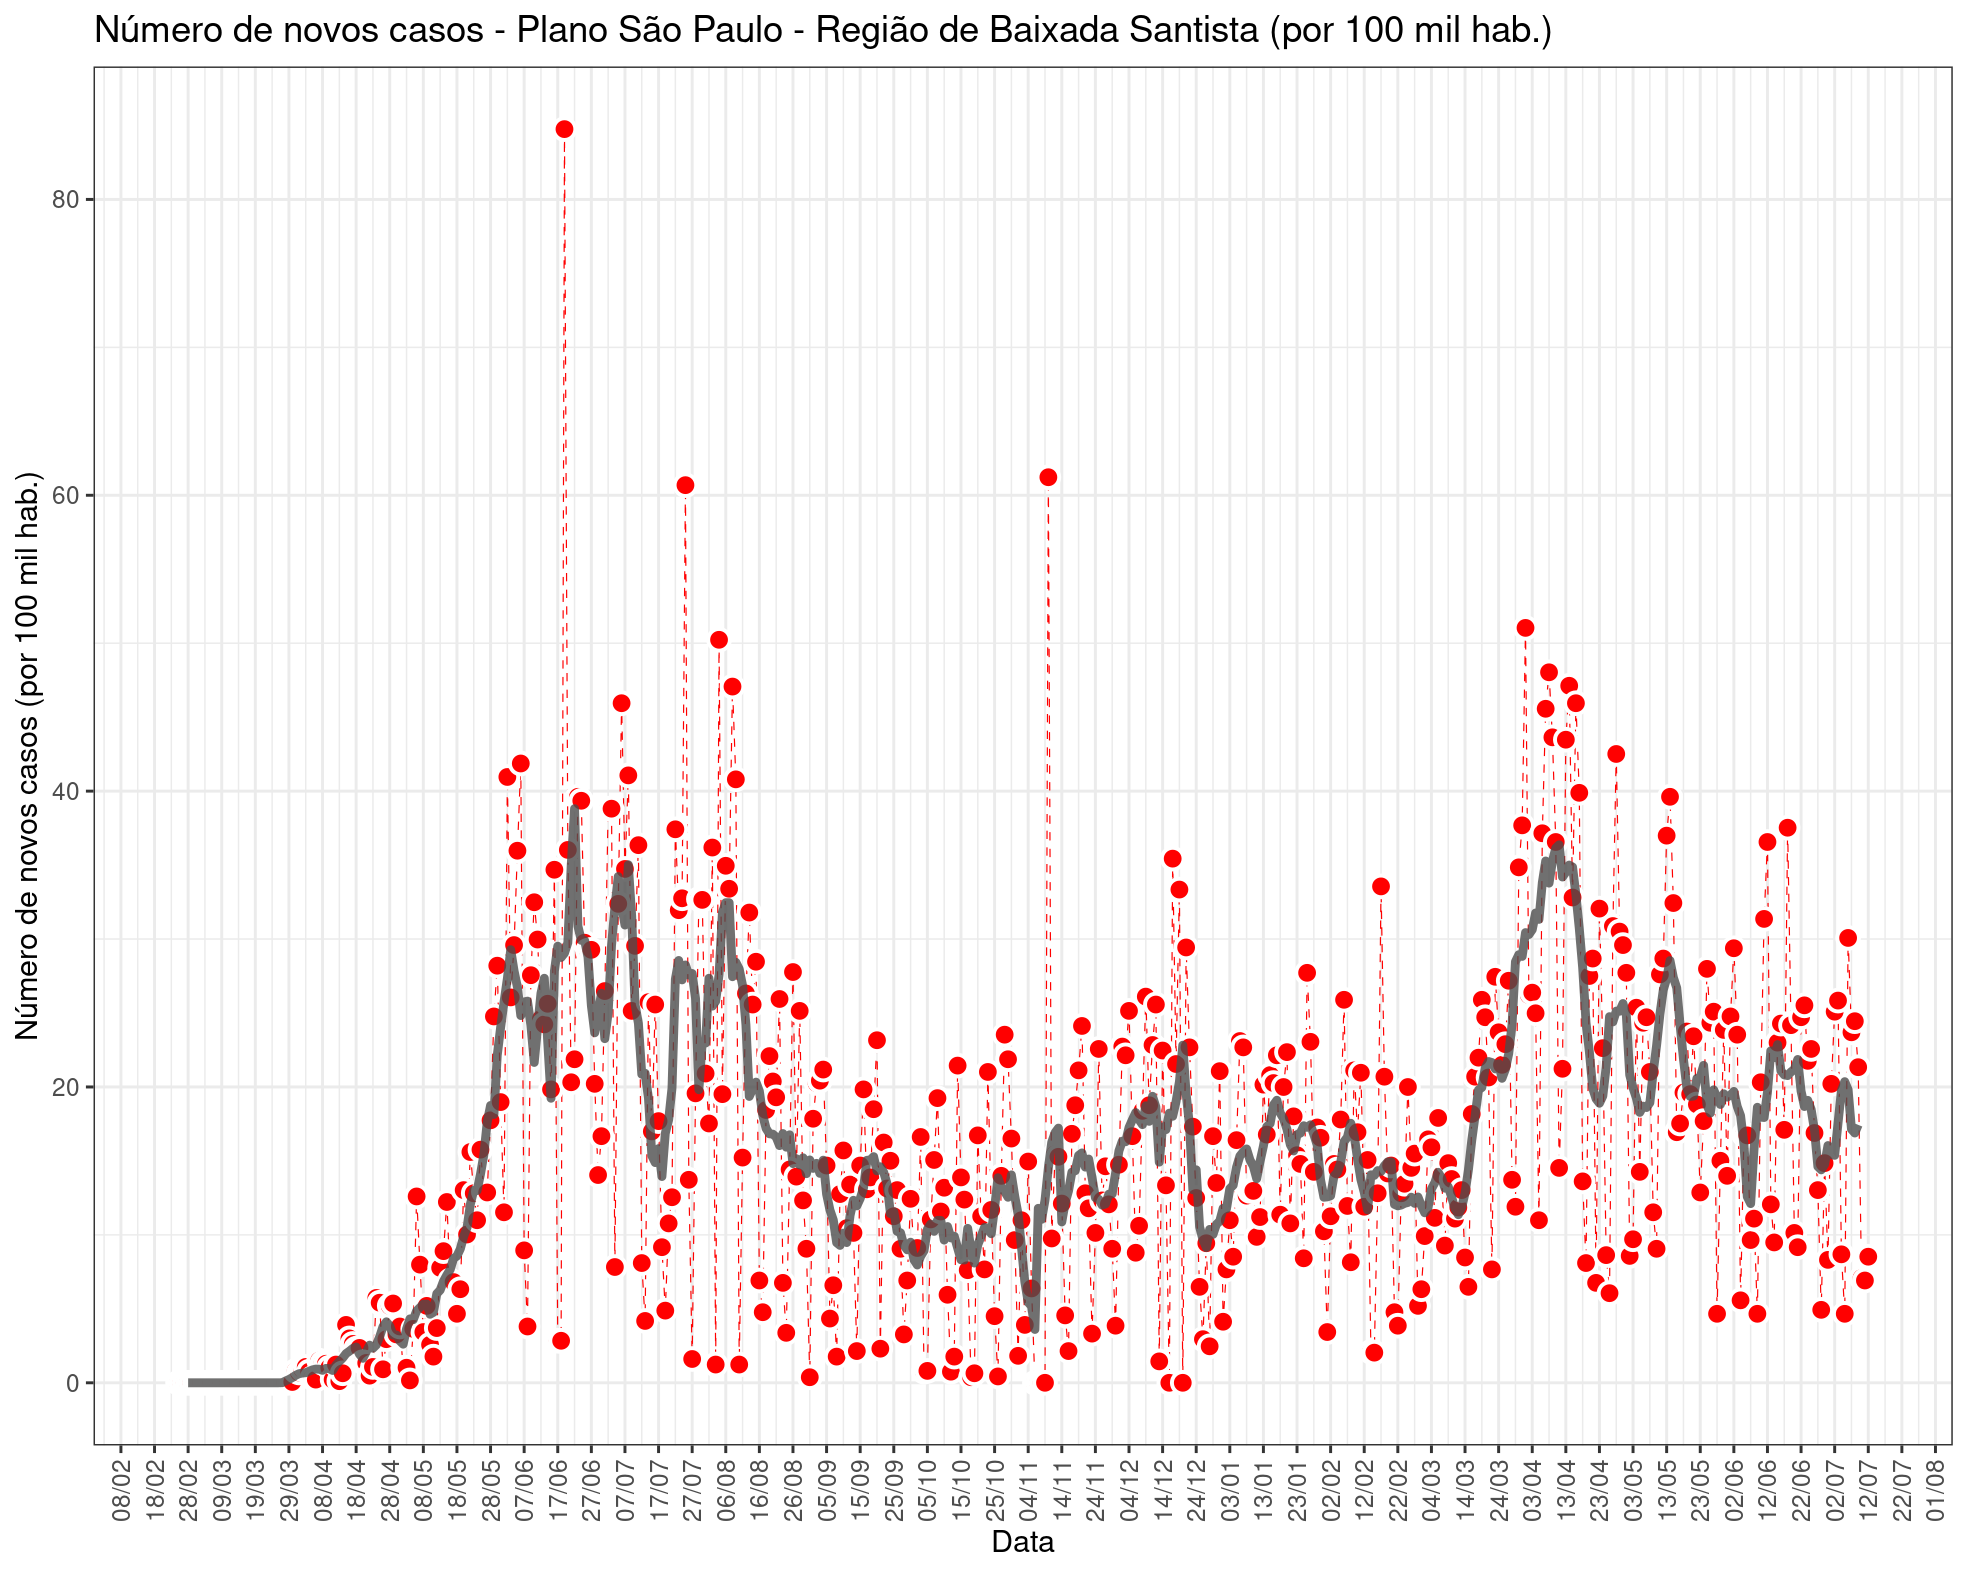 Número de novos casos - Plano São Paulo - Região de Baixada Santista (por 100 mil hab.)
Número de novos casos (por 100 mil hab.)
80
60
40
20
0
08/02 18/02 28/02 09/03 19/03 29/03 08/04 18/04 28/04 08/05 18/05 28/05 07/06 17/06 27/06 07/07 17/07 27/07 06/08 16/08 26/08 05/09 15/09 25/09 05/10 15/10 25/10 04/11 14/11 24/11 04/12 14/12 24/12 03/01 13/01 23/01 02/02 12/02 22/02 04/03 14/03 24/03 03/04 13/04 23/04 03/05 13/05 23/05 02/06 12/06 22/06 02/07 12/07 22/07 01/08
Data